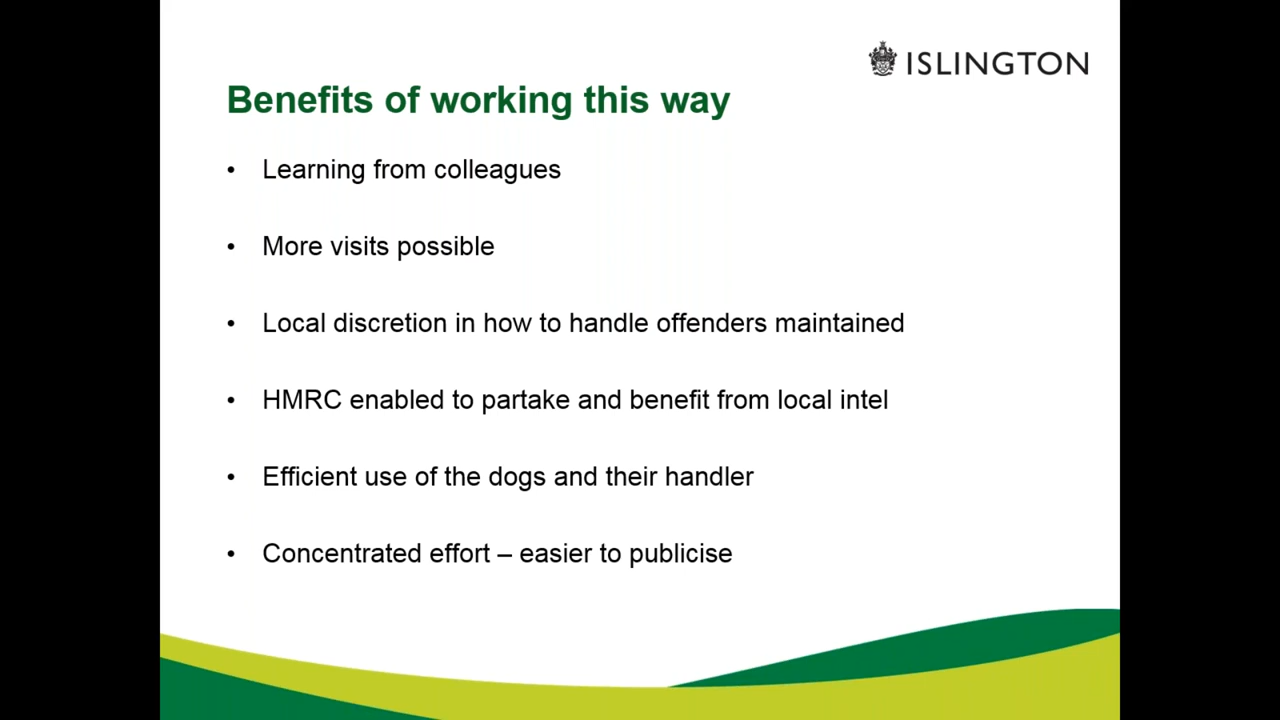 ISLINGTON
Benefits of working this way
• Learning from colleagues
• More visits possible
• Local discretion in how to handle offenders maintained
• HMRC enabled to partake and benefit from local intel
• Efficient use of the dogs and their handler
• Concentrated effort – easier to publicise